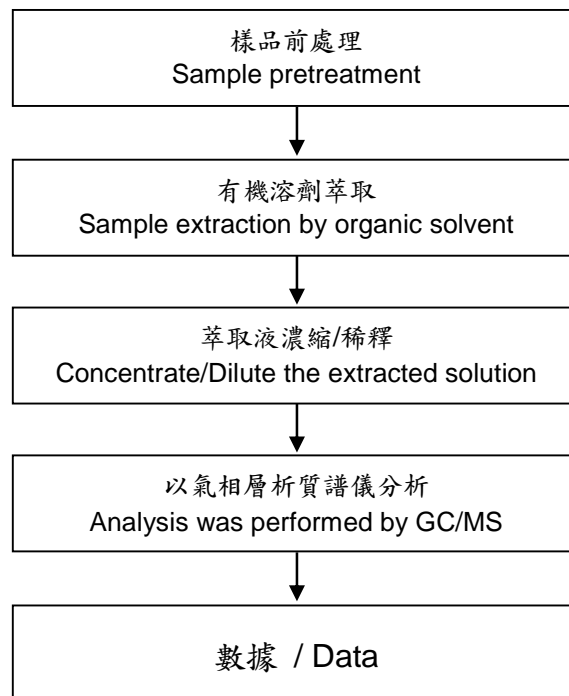 樣品前處理
Sample pretreatment
有機溶劑萃取
Sample extraction by organic solvent
萃取液濃縮/稀釋
Concentrate/Dilute the extracted solution
以氣相層析質譜儀分析
Analysis was performed by GC/MS
數據 / Data